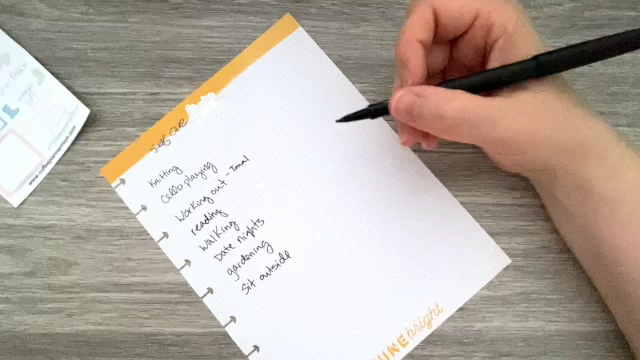 Self-care
Knitting
Cello playing
Working out - Tonal
reading
Walking
Date nights
gardening
Sit outside
bright